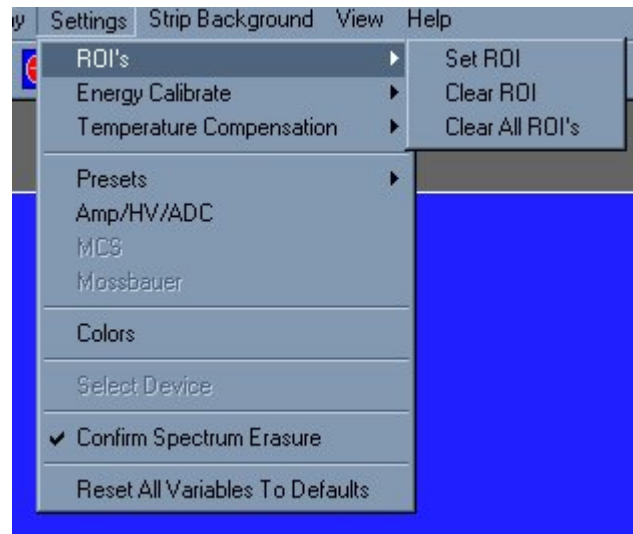 y Settings Strip Background View Help
ROI's
Energy Calibrate
Temperature Compensation
Presets
Amp/HV/ADC
MCS
Mossbauer
Colors
Select Device
Confirm Spectrum Erasure
Reset All Variables To Defaults
Set ROI
Clear ROI
Clear All ROI's